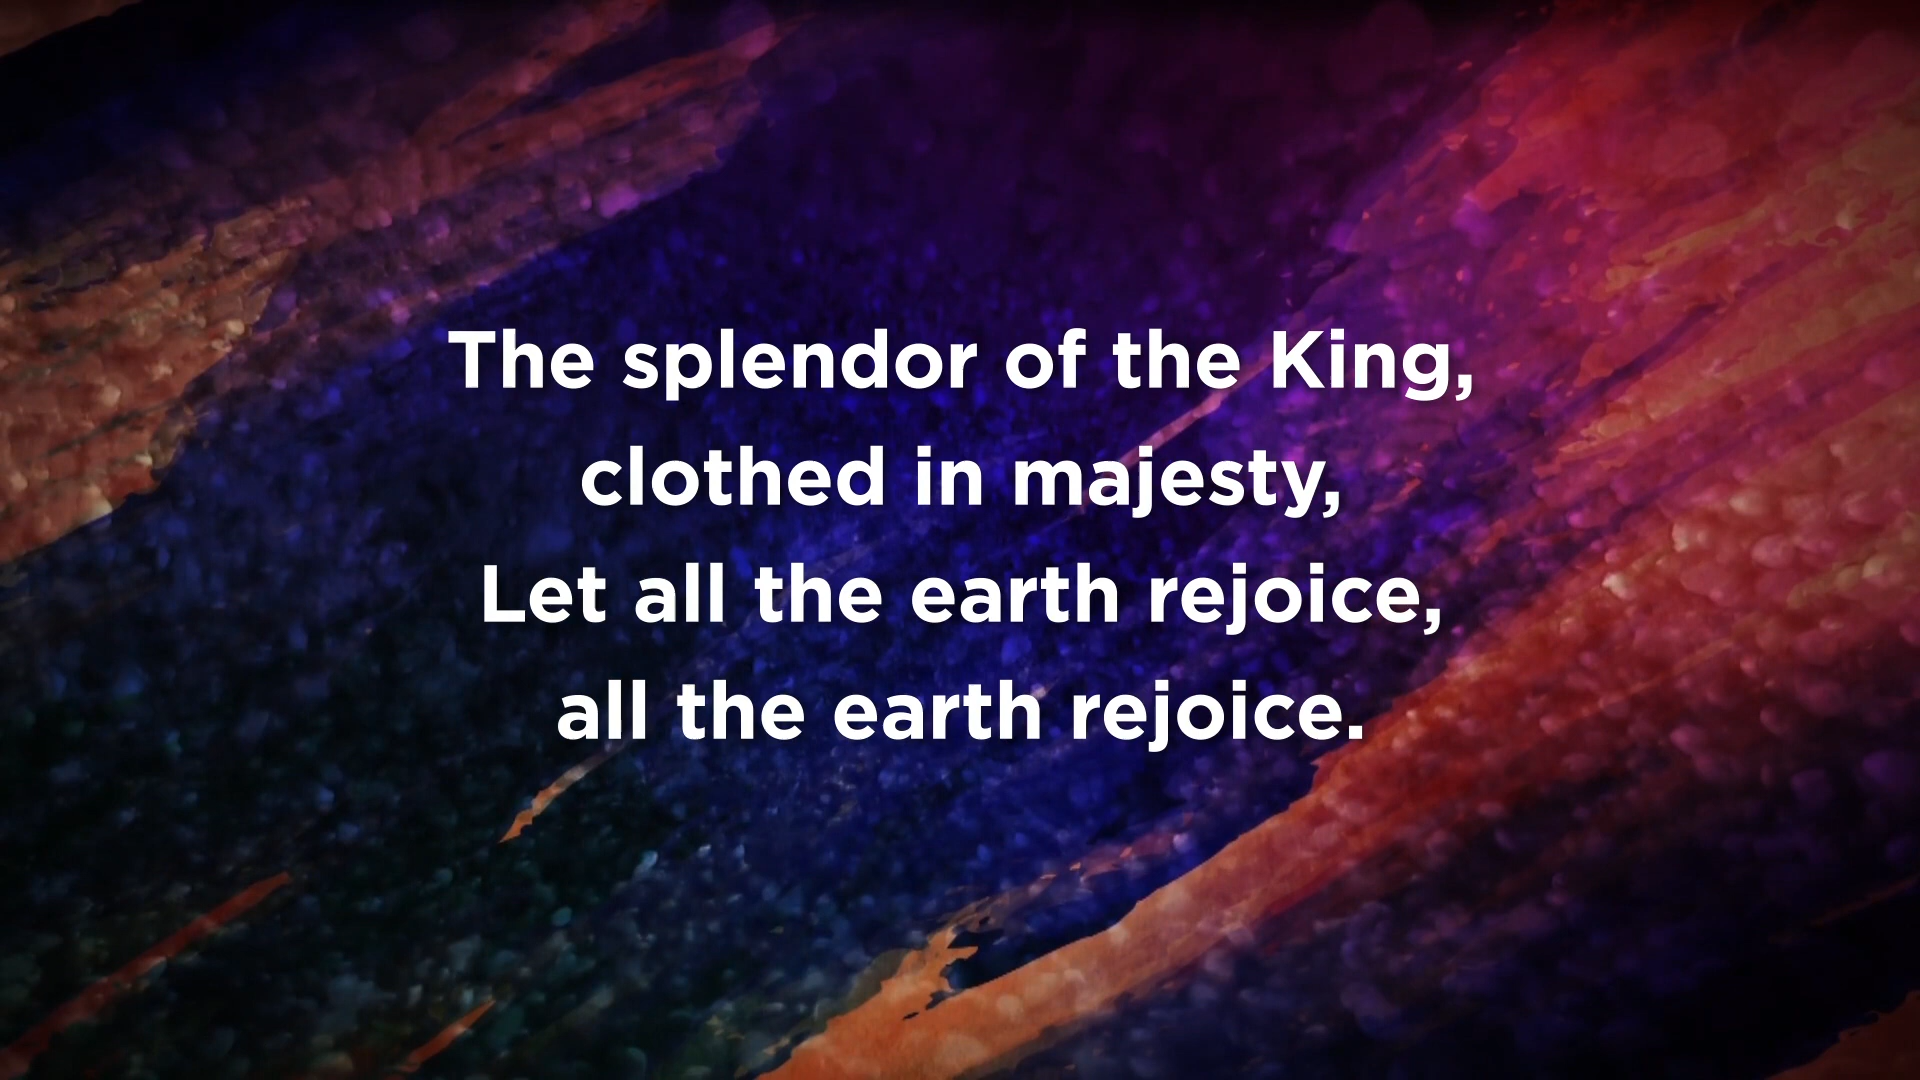 The splendor of the King,
clothed in majesty,
Let all the earth rejoice,
all the earth rejoice.